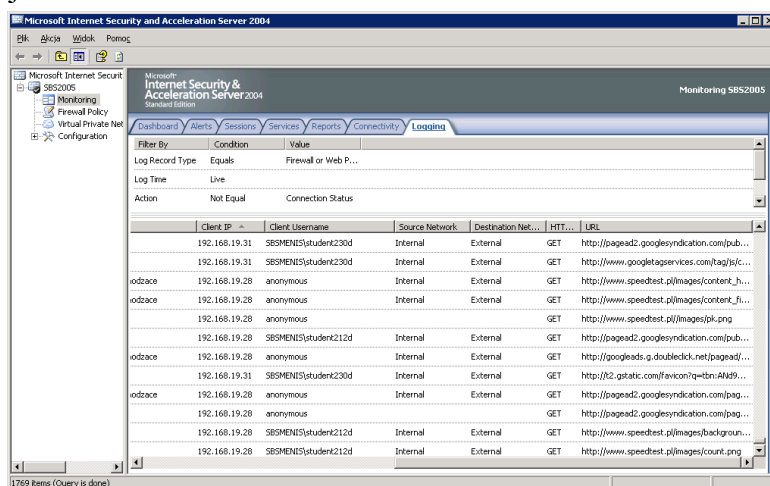 Microsoft Internet Security and Acceleration Server 2004
Plik Akcja Widok Pomoc
Microsoft Internet Securit
SBS2005
Monitoring
Firewall Policy
Virtual Private Net
Configuration
Microsoft
Internet Security &
Acceleration Server 2004
Standard Edition
Monitoring SBS2005
Dashboard Alerts Sessions Services Reports Connectivity Logging
Filter By Condition Value
Log Record Type Equals Firewall or Web P...
Log Time Live
Action Not Equal Connection Status
Client IP Client Username Source Network Destination Net... HTT... URL
192.168.19.31 SBSMENIS\student230d Internal External GET http://pagead2.googlesyndication.com/pub...
192.168.19.31 SBSMENIS\student230d Internal External GET http://www.googletagservices.com/tag/js/c...
nodzace 192.168.19.28 anonymous Internal External GET http://www.speedtest.pl/images/content_h...
nodzace 192.168.19.28 anonymous Internal External GET http://www.speedtest.pl/images/content_fi...
192.168.19.28 anonymous GET http://www.speedtest.pl//images/pk.png
192.168.19.28 SBSMENIS\student212d Internal External GET http://pagead2.googlesyndication.com/pub...
nodzace 192.168.19.28 anonymous Internal External GET http://googleads.g.doubleclick.net/pagead/...
192.168.19.31 SBSMENIS\student230d Internal External GET http://t2.gstatic.com/favicon?q=tbn:ANd9...
nodzace 192.168.19.28 anonymous Internal External GET http://pagead2.googlesyndication.com/pag...
192.168.19.28 anonymous Internal External GET http://pagead2.googlesyndication.com/pag...
192.168.19.28 SBSMENIS\student212d Internal External GET http://www.speedtest.pl/images/backgroun...
192.168.19.28 SBSMENIS\student212d Internal External GET http://www.speedtest.pl/images/count.png
1769 items (Query is done)